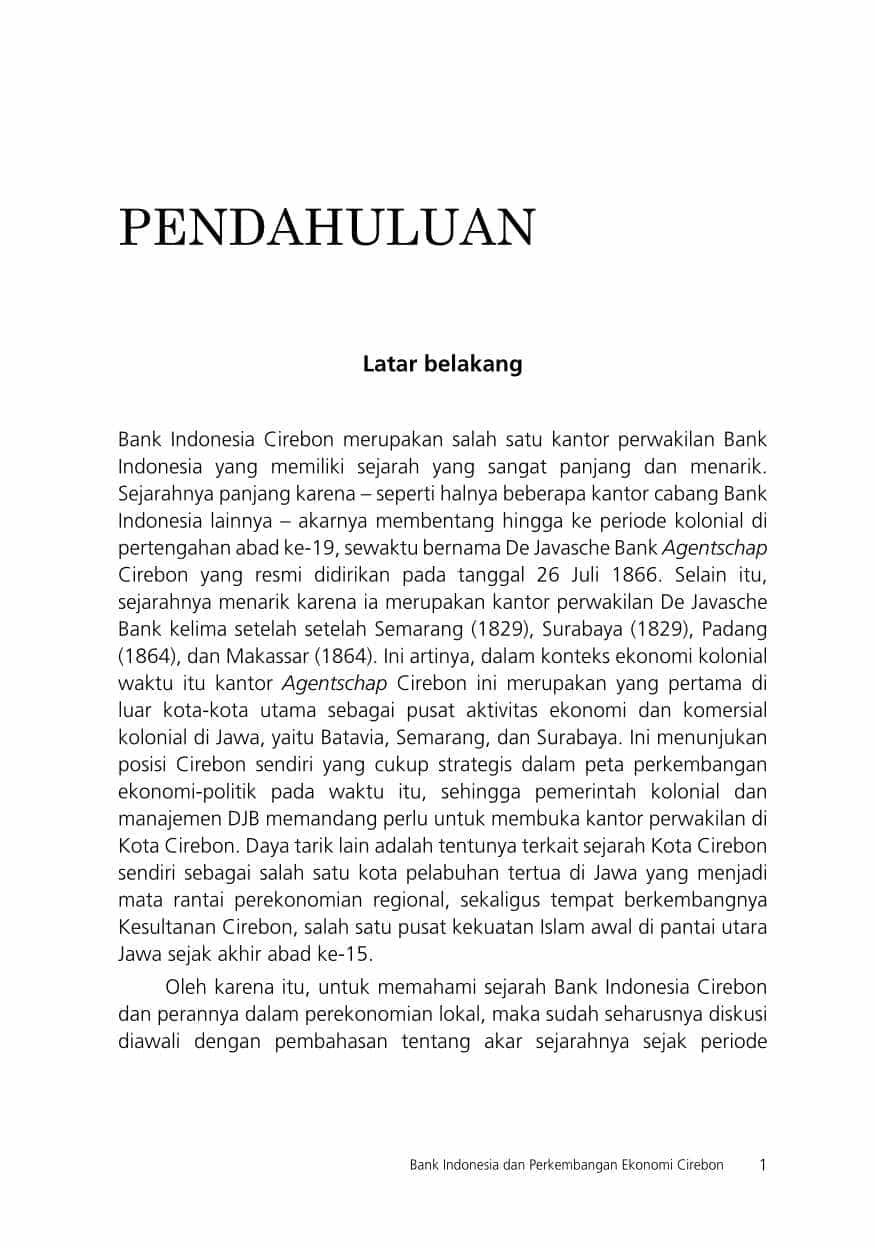 PENDAHULUAN
Latar belakang
Bank Indonesia Cirebon merupakan salah satu kantor perwakilan Bank
Indonesia yang memiliki sejarah yang sangat panjang dan menarik.
Sejarahnya panjang karena – seperti halnya beberapa kantor cabang Bank
Indonesia lainnya – akarnya membentang hingga ke periode kolonial di
pertengahan abad ke-19, sewaktu bernama De Javasche Bank Agentschap
Cirebon yang resmi didirikan pada tanggal 26 Juli 1866. Selain itu,
sejarahnya menarik karena ia merupakan kantor perwakilan De Javasche
Bank kelima setelah setelah Semarang (1829), Surabaya (1829), Padang
(1864), dan Makassar (1864). Ini artinya, dalam konteks ekonomi kolonial
waktu itu kantor Agentschap Cirebon ini merupakan yang pertama di
luar kota-kota utama sebagai pusat aktivitas ekonomi dan komersial
kolonial di Jawa, yaitu Batavia, Semarang, dan Surabaya. Ini menunjukan
posisi Cirebon sendiri yang cukup strategis dalam peta perkembangan
ekonomi-politik pada waktu itu, sehingga pemerintah kolonial dan
manajemen DJB memandang perlu untuk membuka kantor perwakilan di
Kota Cirebon. Daya tarik lain adalah tentunya terkait sejarah Kota Cirebon
sendiri sebagai salah satu kota pelabuhan tertua di Jawa yang menjadi
mata rantai perekonomian regional, sekaligus tempat berkembangnya
Kesultanan Cirebon, salah satu pusat kekuatan Islam awal di pantai utara
Jawa sejak akhir abad ke-15.
Oleh karena itu, untuk memahami sejarah Bank Indonesia Cirebon
dan perannya dalam perekonomian lokal, maka sudah seharusnya diskusi
diawali dengan pembahasan tentang akar sejarahnya sejak periode
Bank Indonesia dan Perkembangan Ekonomi Cirebon 1